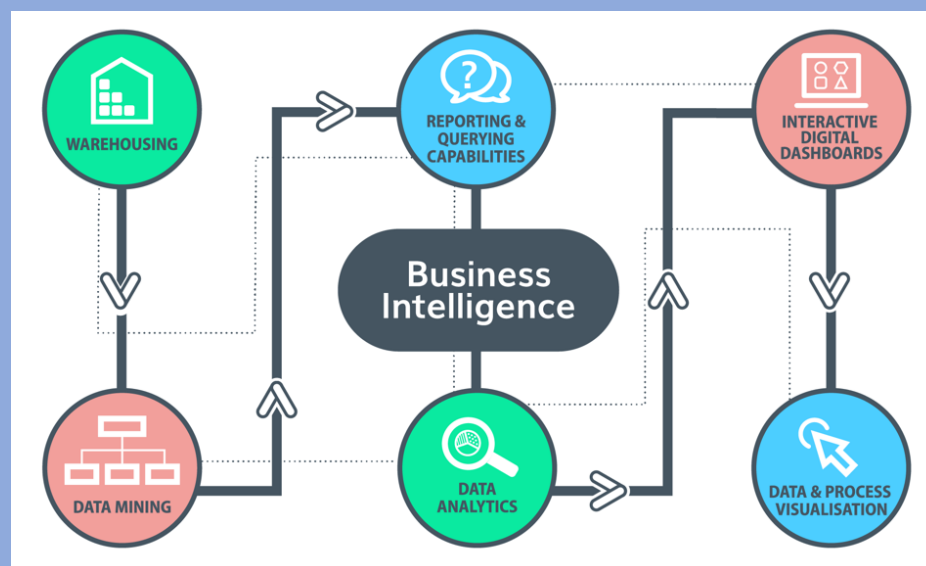 WAREHOUSING
?
REPORTING &
QUERYING
CAPABILITIES
INTERACTIVE
DIGITAL
DASHBOARDS
Business
Intelligence
DATA MINING
DATA
ANALYTICS
DATA & PROCESS
VISUALISATION